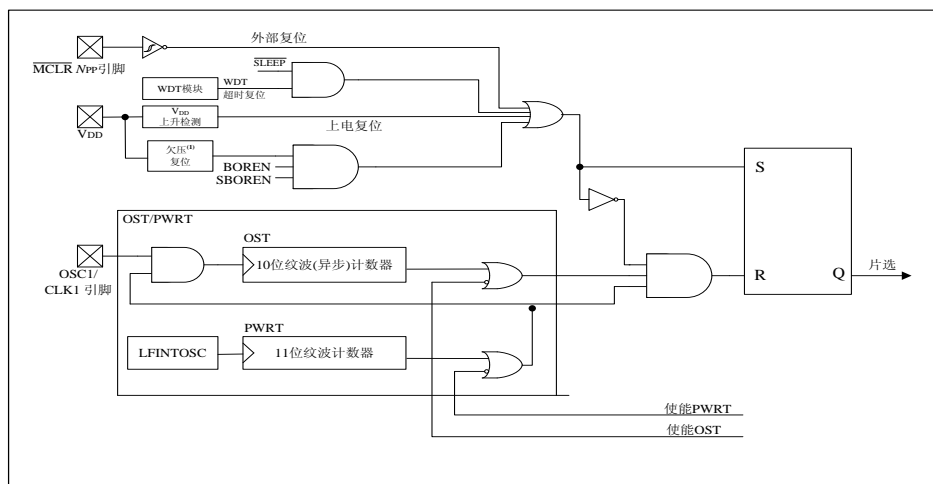 外部复位
MCLR NPP引脚
SLEEP
WDT模块
WDT
超时复位
VDD
VDD
上升检测
上电复位
欠压(1)
复位
BOREN
SBOREN
S
R
Q
片选
OST/PWRT
OSC1/
CLK1 引脚
OST
10位纹波(异步)计数器
PWRT
LFINTOSC
11位纹波计数器
使能PWRT
使能OST